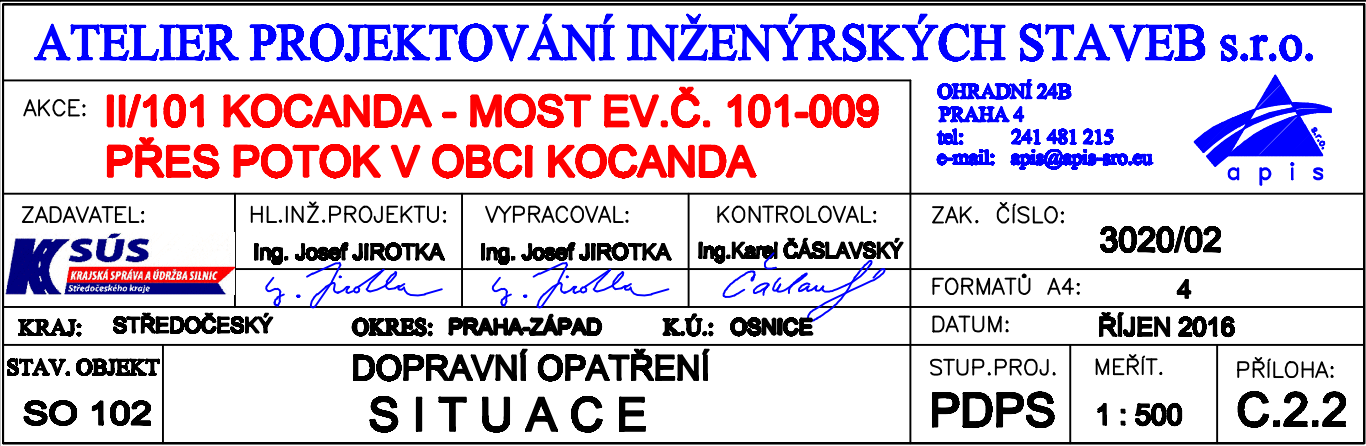 ATELIER PROJEKTOVÁNÍ INŽENÝRSKÝCH STAVEB s.r.o.
AKCE: II/101 KOCANDA - MOST EV.Č. 101-009
PŘES POTOK V OBCI KOCANDA
OHRADNÍ 24B
PRAHA 4
tel: 241 481 215
e-mail: apis@apis-sro.eu
s.r.o.
apis
ZADAVATEL:
KSÚS
KRAJSKÁ SPRÁVA A ÚDRŽBA SILNIC
Středočeského kraje
HL.INŽ.PROJEKTU:
Ing. Josef JIROTKA
VYPRACOVAL:
Ing. Josef JIROTKA
KONTROLOVAL:
Ing.Karel ČÁSLAVSKÝ
ZAK. ČÍSLO:
3020/02
FORMATŮ A4: 4
KRAJ: STŘEDOČESKÝ OKRES: PRAHA-ZÁPAD K.Ú.: OSNICE
DATUM: ŘÍJEN 2016
STAV. OBJEKT
SO 102
DOPRAVNÍ OPATŘENÍ
SITUACE
STUP.PROJ.
PDPS
MEŘÍT.
1 : 500
PŘÍLOHA:
C.2.2